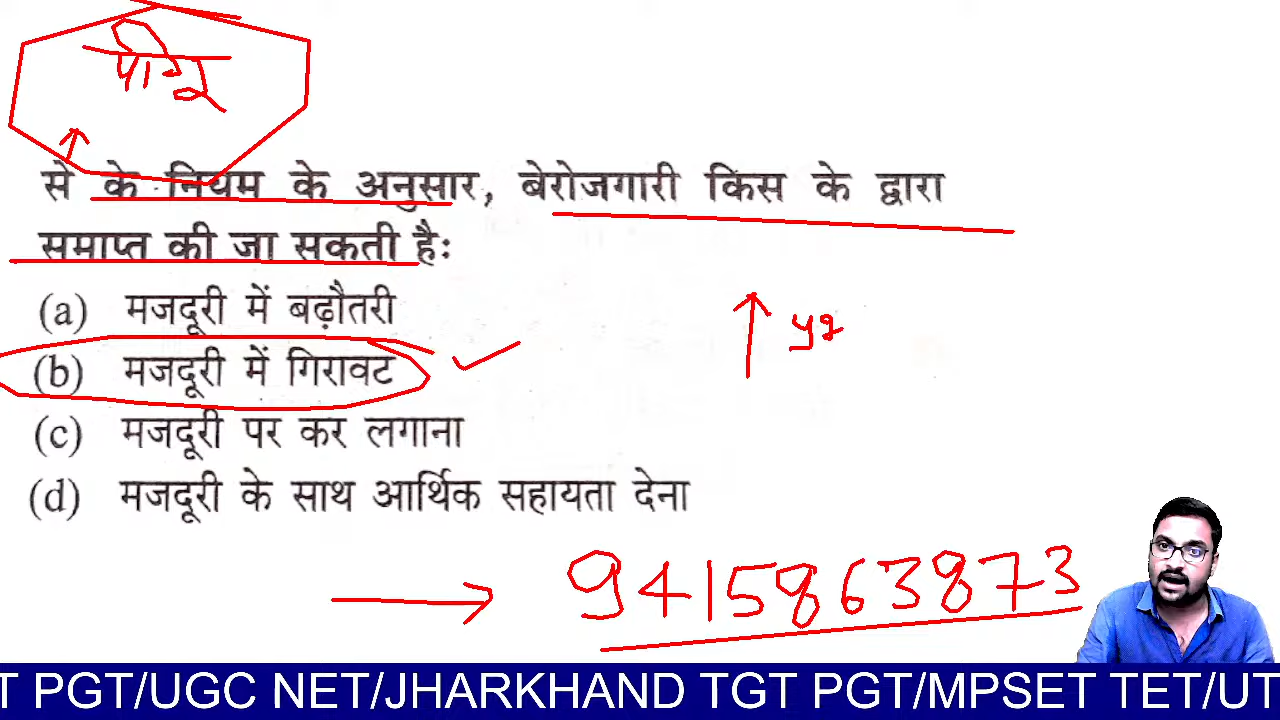 पीगू
से के नियम के अनुसार, बेरोजगारी किस के द्वारा
समाप्त की जा सकती हैः
(a) मजदूरी में बढ़ौतरी
(b) मजदूरी में गिरावट
(c) मजदूरी पर कर लगाना
(d) मजदूरी के साथ आर्थिक सहायता देना
9415863873
T PGT/UGC NET/JHARKHAND TGT PGT/MPSET TET/UT